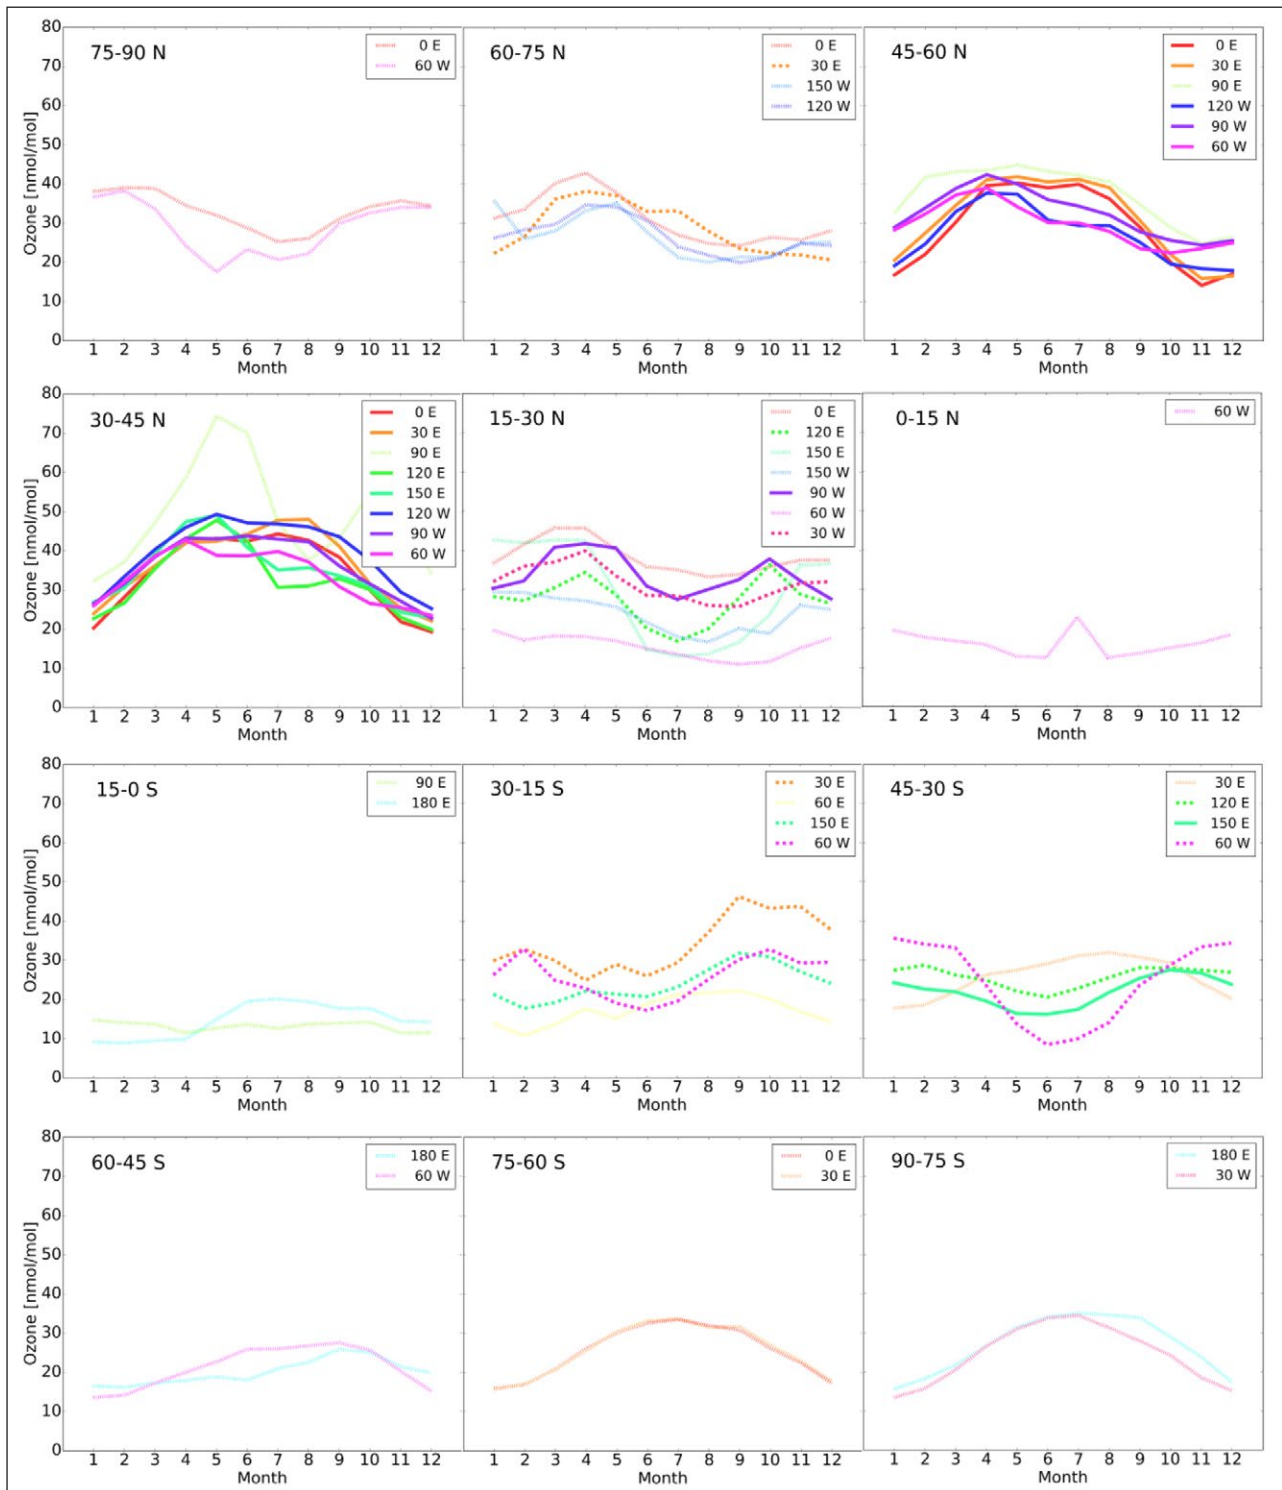 75-90 N
0 E
60 W
60-75 N
0 E
30 E
150 W
120 W
45-60 N
0 E
30 E
90 E
120 W
90 W
60 W
Ozone [nmol/mol]
80
70
60
50
40
30
20
10
0
1 2 3 4 5 6 7 8 9 10 11 12
1 2 3 4 5 6 7 8 9 10 11 12
1 2 3 4 5 6 7 8 9 10 11 12
Month
Month
Month
30-45 N
0 E
30 E
90 E
120 E
150 E
120 W
90 W
60 W
15-30 N
0 E
120 E
150 E
150 W
90 W
60 W
30 W
0-15 N
60 W
Ozone [nmol/mol]
80
70
60
50
40
30
20
10
0
1 2 3 4 5 6 7 8 9 10 11 12
1 2 3 4 5 6 7 8 9 10 11 12
1 2 3 4 5 6 7 8 9 10 11 12
Month
Month
Month
15-0 S
90 E
180 E
30-15 S
30 E
60 E
150 E
60 W
45-30 S
30 E
120 E
150 E
60 W
Ozone [nmol/mol]
80
70
60
50
40
30
20
10
0
1 2 3 4 5 6 7 8 9 10 11 12
1 2 3 4 5 6 7 8 9 10 11 12
1 2 3 4 5 6 7 8 9 10 11 12
Month
Month
Month
60-45 S
180 E
60 W
75-60 S
0 E
30 E
90-75 S
180 E
30 W
Ozone [nmol/mol]
80
70
60
50
40
30
20
10
0
1 2 3 4 5 6 7 8 9 10 11 12
1 2 3 4 5 6 7 8 9 10 11 12
1 2 3 4 5 6 7 8 9 10 11 12
Month
Month
Month